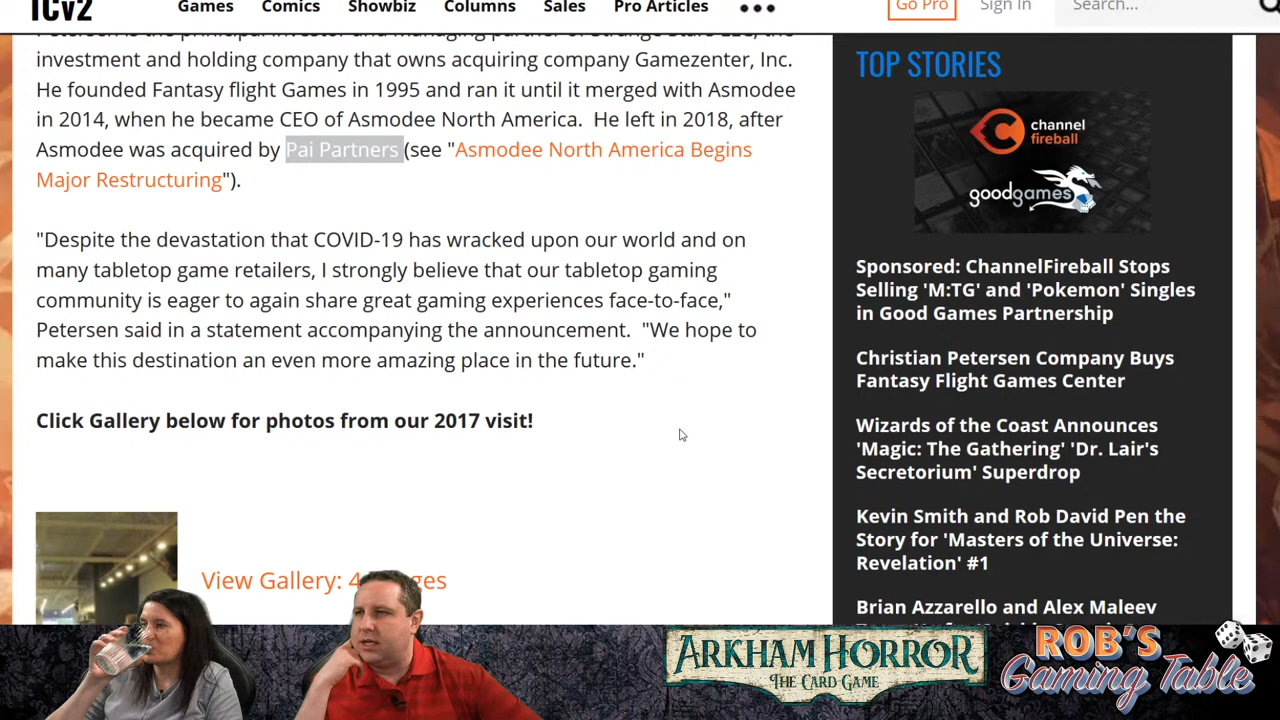 ICv2
Games Comics Showbiz Columns Sales Pro Articles
Go Pro Sign In Search...
Petersen is the principal investor and managing partner of Strange Stars LLC, the
investment and holding company that owns acquiring company Gamezenter, Inc.
He founded Fantasy flight Games in 1995 and ran it until it merged with Asmodee
in 2014, when he became CEO of Asmodee North America. He left in 2018, after
Asmodee was acquired by Pai Partners (see "Asmodee North America Begins
Major Restructuring").
"Despite the devastation that COVID-19 has wracked upon our world and on
many tabletop game retailers, I strongly believe that our tabletop gaming
community is eager to again share great gaming experiences face-to-face,"
Petersen said in a statement accompanying the announcement. "We hope to
make this destination an even more amazing place in the future."
Click Gallery below for photos from our 2017 visit!
View Gallery: 4
TOP STORIES
channel
fireball
goodgames
Sponsored: ChannelFireball Stops
Selling 'M:TG' and 'Pokemon' Singles
in Good Games Partnership
Christian Petersen Company Buys
Fantasy Flight Games Center
Wizards of the Coast Announces
'Magic: The Gathering' 'Dr. Lair's
Secretorium' Superdrop
Kevin Smith and Rob David Pen the
Story for 'Masters of the Universe:
Revelation' #1
Brian Azzarello and Alex Maleev
ARKHAM HORROR
THE CARD GAME
ROB'S
Gaming Table